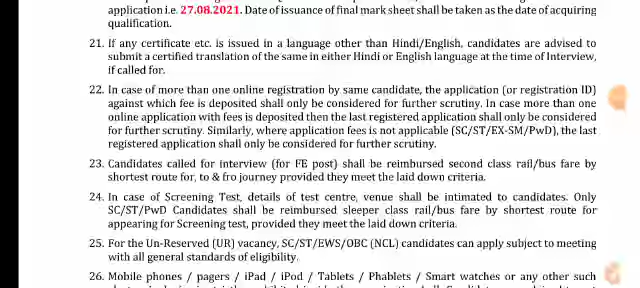 application i.e. 27.08.2021. Date of issuance of final mark sheet shall be taken as the date of acquiring
qualification.
21. If any certificate etc. is issued in a language other than Hindi/English, candidates are advised to
submit a certified translation of the same in either Hindi or English language at the time of Interview,
if called for.
22. In case of more than one online registration by same candidate, the application (or registration ID)
against which fee is deposited shall only be considered for further scrutiny. In case more than one
online application with fees is deposited then the last registered application shall only be considered
for further scrutiny. Similarly, where application fees is not applicable (SC/ST/EX-SM/PwD), the last
registered application shall only be considered for further scrutiny.
23. Candidates called for interview (for FE post) shall be reimbursed second class rail/bus fare by
shortest route for, to & fro journey provided they meet the laid down criteria.
24. In case of Screening Test, details of test centre, venue shall be intimated to candidates. Only
SC/ST/PwD Candidates shall be reimbursed sleeper class rail/bus fare by shortest route for
appearing for Screening test, provided they meet the laid down criteria.
25. For the Un-Reserved (UR) vacancy, SC/ST/EWS/OBC (NCL) candidates can apply subject to meeting
with all general standards of eligibility.
26. Mobile phones / pagers / iPad / iPod / Tablets / Phablets / Smart watches or any other such